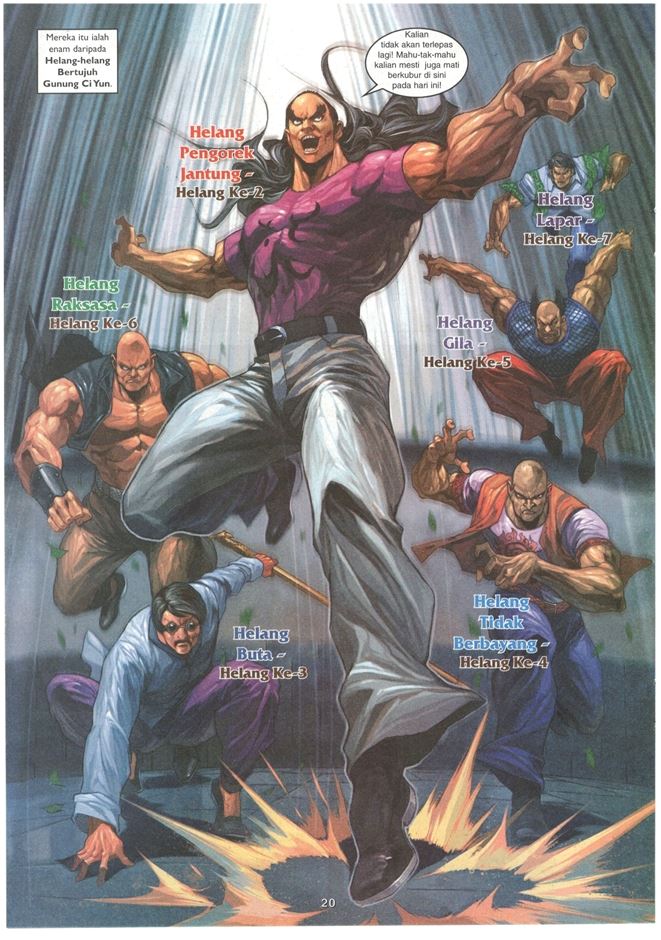 Mereka itu ialah
enam daripada
Helang-helang
Bertujuh
Gunung Ci Yun.
Kalian
tidak akan terlepas
lagi! Mahu-tak-mahu
kalian mesti juga mati
berkubur di sini
pada hari ini!
Helang
Pengorek
Jantung -
Helang Ke-2
Helang
Lapar -
Helang Ke-7
Helang
Raksasa -
Helang Ke-6
Helang
Gila -
Helang Ke-5
Helang
Buta -
Helang Ke-3
Helang
Tidak
Berbayang -
Helang Ke-4
20